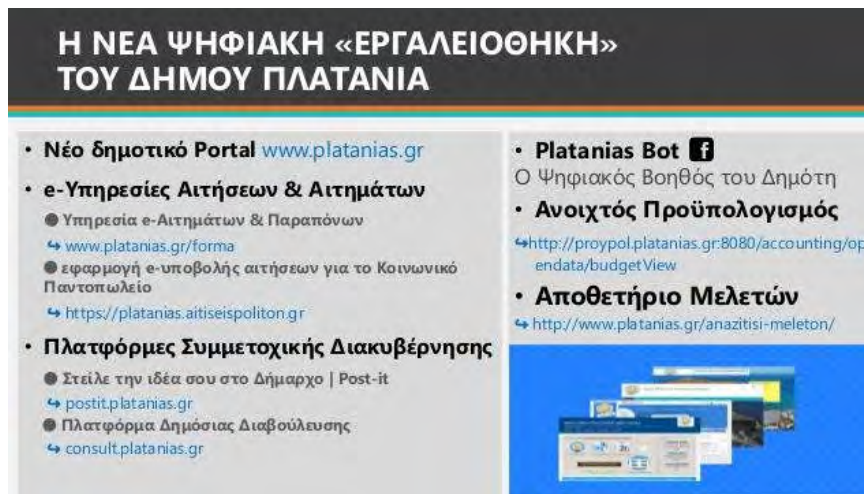 Η ΝΕΑ ΨΗΦΙΑΚΗ «ΕΡΓΑΛΕΙΟΘΗΚΗ»
ΤΟΥ ΔΗΜΟΥ ΠΛΑΤΑΝΙΑ
• Νέο δημοτικό Portal www.platanias.gr
• e-Υπηρεσίες Αιτήσεων & Αιτημάτων
● Υπηρεσία e-Αιτημάτων & Παραπόνων
↪ www.platanias.gr/forma
● εφαρμογή e-υποβολής αιτήσεων για το Κοινωνικό
Παντοπωλείο
↪ https://platanias.aitiseispoliton.gr
• Πλατφόρμες Συμμετοχικής Διακυβέρνησης
● Στείλε την ιδέα σου στο Δήμαρχο | Post-it
↪ postit.platanias.gr
● Πλατφόρμα Δημόσιας Διαβούλευσης
↪ consult.platanias.gr
• Platanias Bot f
Ο Ψηφιακός Βοηθός του Δημότη
• Ανοιχτός Προϋπολογισμός
↪http://proypol.platanias.gr:8080/accounting/op
endata/budgetView
• Αποθετήριο Μελετών
↪ http://www.platanias.gr/anazitisi-meleton/